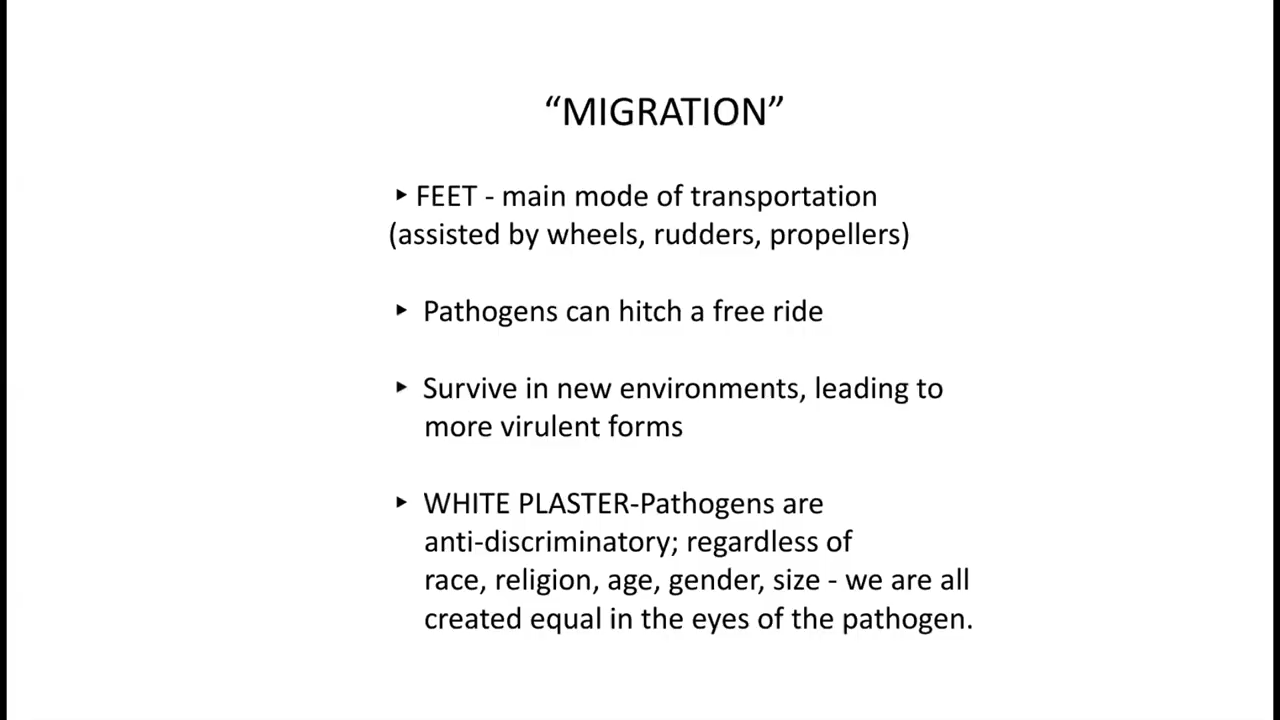 “MIGRATION”
▸ FEET - main mode of transportation
(assisted by wheels, rudders, propellers)
▸ Pathogens can hitch a free ride
▸ Survive in new environments, leading to
more virulent forms
▸ WHITE PLASTER-Pathogens are
anti-discriminatory; regardless of
race, religion, age, gender, size - we are all
created equal in the eyes of the pathogen.